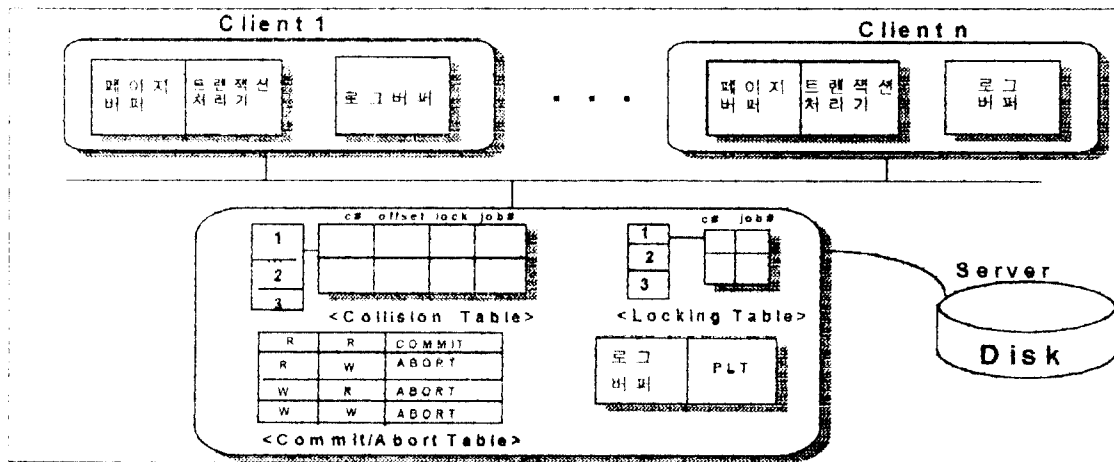 Client 1
Client n
페이지 트랜잭션
버퍼 처리기
로그버퍼
. . .
페이지 트랜잭션
버퍼 처리기
로그
버퍼
c# offset lock job#
1
2
3
<Collision Table>
c# job#
1
2
3
<Locking Table>
R R COMMIT
R W ABORT
W R ABORT
W W ABORT
<Commit/Abort Table>
로그
버퍼
PLT
Server
Disk